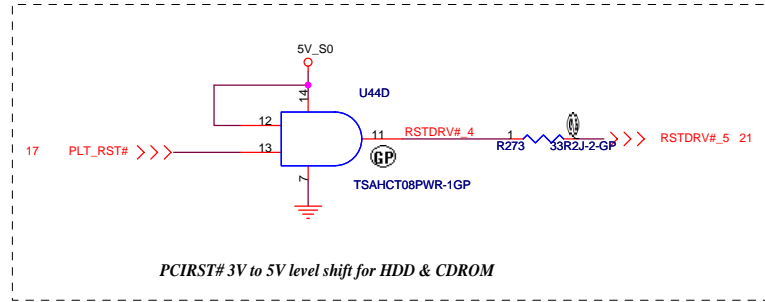 5V_S0
14
U44D
12
11
RSTDRV#_4
1
17
PLT_RST#
13
R273
33R2J-2-GP
RSTDRV#_5 21
GP
7
TSAHCT08PWR-1GP
PCIRST# 3V to 5V level shift for HDD & CDROM